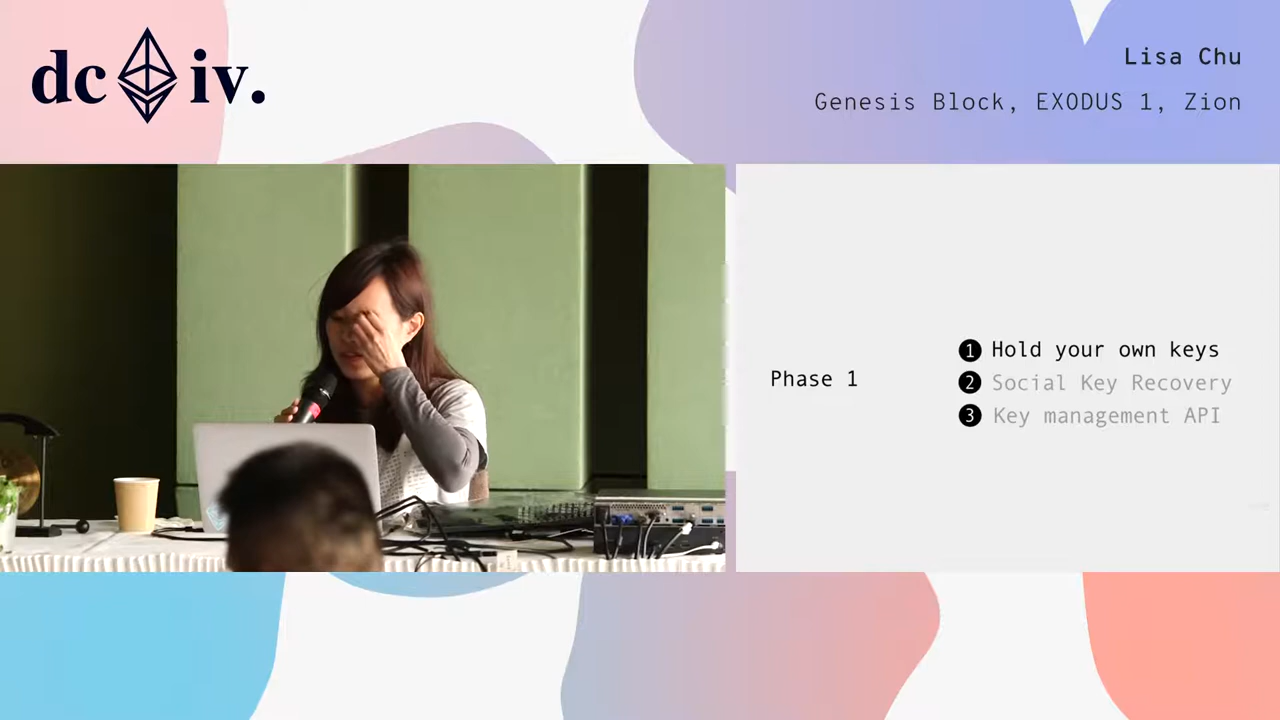 dc iv.
Lisa Chu
Genesis Block, EXODUS 1, Zion
Phase 1
1 Hold your own keys
2 Social Key Recovery
3 Key management API